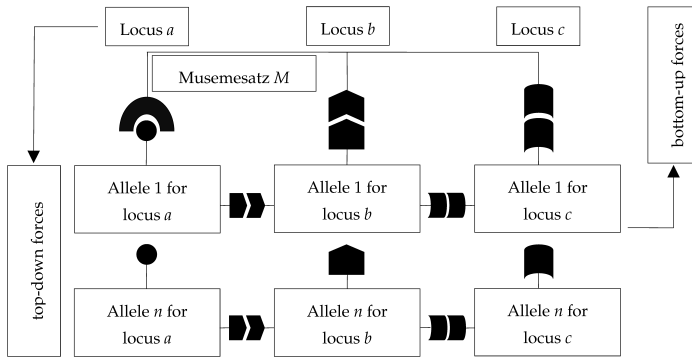 Locus a
Locus b
Locus c
Musemesatz M
bottom-up forces
top-down forces
Allele 1 for
locus a
Allele 1 for
locus b
Allele 1 for
locus c
Allele n for
locus a
Allele n for
locus b
Allele n for
locus c